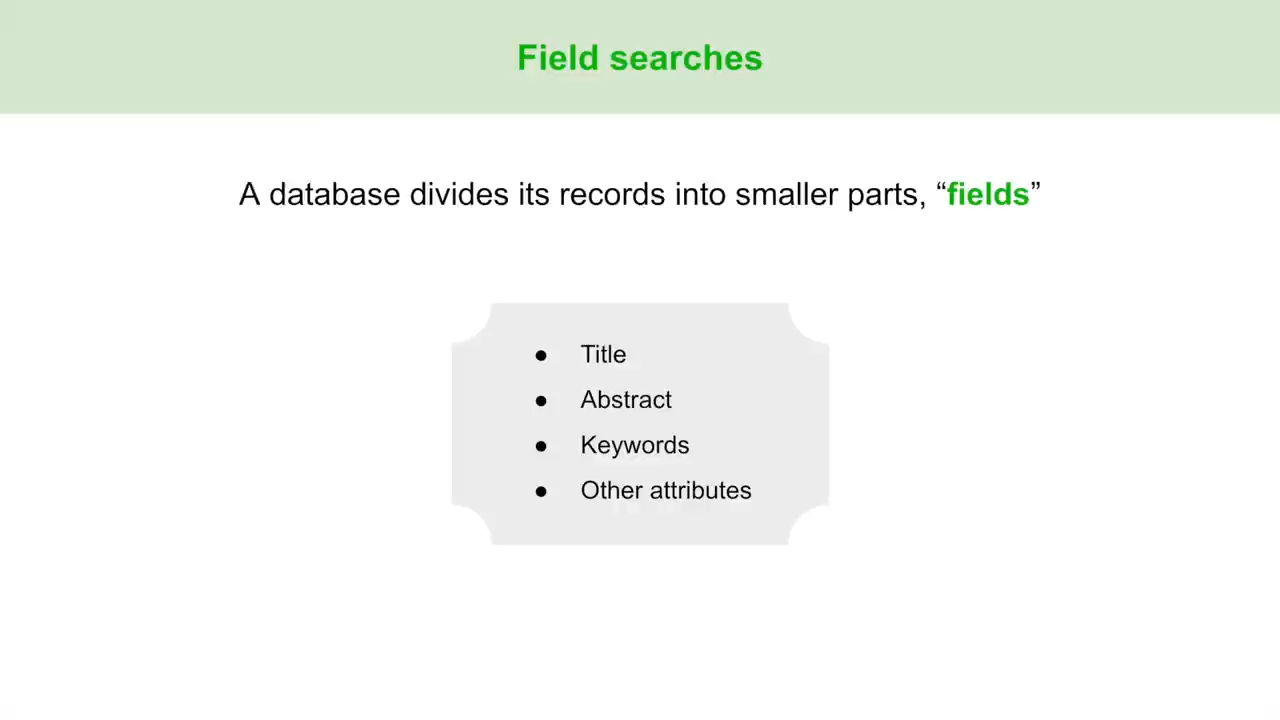 Field searches
A database divides its records into smaller parts, “fields”
● Title
● Abstract
● Keywords
● Other attributes